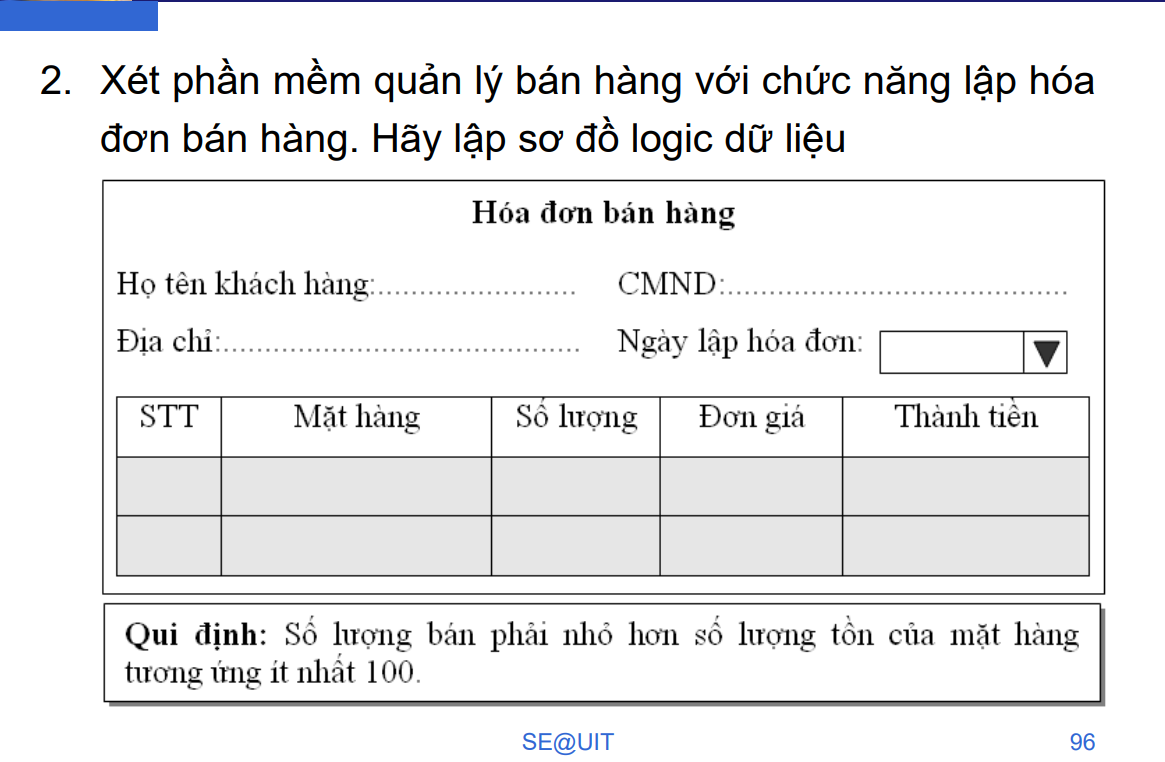 2. Xét phần mềm quản lý bán hàng với chức năng lập hóa
đơn bán hàng. Hãy lập sơ đồ logic dữ liệu
Hóa đơn bán hàng
Họ tên khách hàng:........................ CMND:.........................................
Địa chỉ:........................................... Ngày lập hóa đơn:
STT Mặt hàng Số lượng Đơn giá Thành tiền
Qui định: Số lượng bán phải nhỏ hơn số lượng tồn của mặt hàng
tương ứng ít nhất 100.
SE@UIT 96